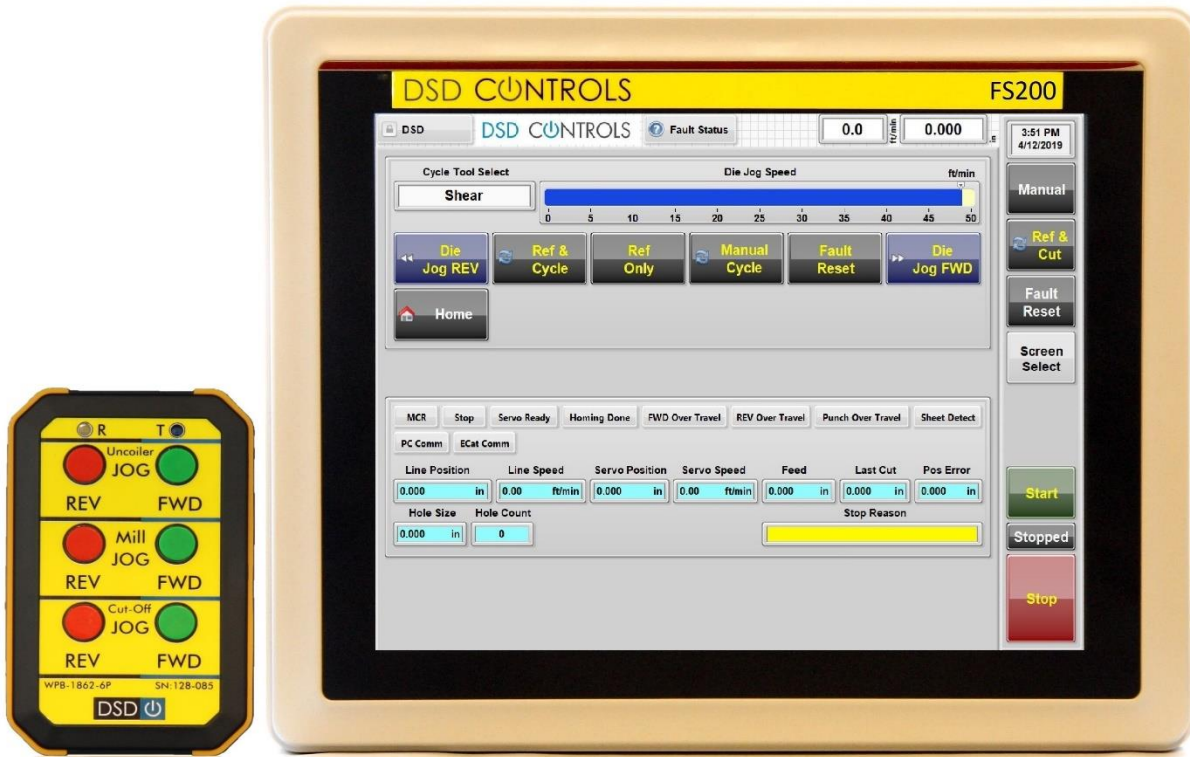 DSD CONTROLS
FS200
DSD
DSD CONTROLS
Fault Status
0.0 ft/min
0.000 in
3:51 PM
4/12/2019
Cycle Tool Select
Shear
Die Jog Speed
ft/min
0 5 10 15 20 25 30 35 40 45 50
Die
Jog REV
Ref &
Cycle
Ref
Only
Manual
Cycle
Fault
Reset
Die
Jog FWD
Home
MCR Stop Servo Ready Homing Done FWD Over Travel REV Over Travel Punch Over Travel Sheet Detect
PC Comm ECat Comm
Line Position Line Speed Servo Position Servo Speed Feed Last Cut Pos Error
0.000 in 0.00 ft/min 0.000 in 0.00 ft/min 0.000 in 0.000 in 0.000 in
Hole Size Hole Count Stop Reason
0.000 in 0
Manual
Ref &
Cut
Fault
Reset
Screen
Select
Start
Stopped
Stop
R T
Uncoiler
JOG
REV FWD
Mill
JOG
REV FWD
Cut-Off
JOG
REV FWD
WPB-1862-6P SN:128-085
DSD